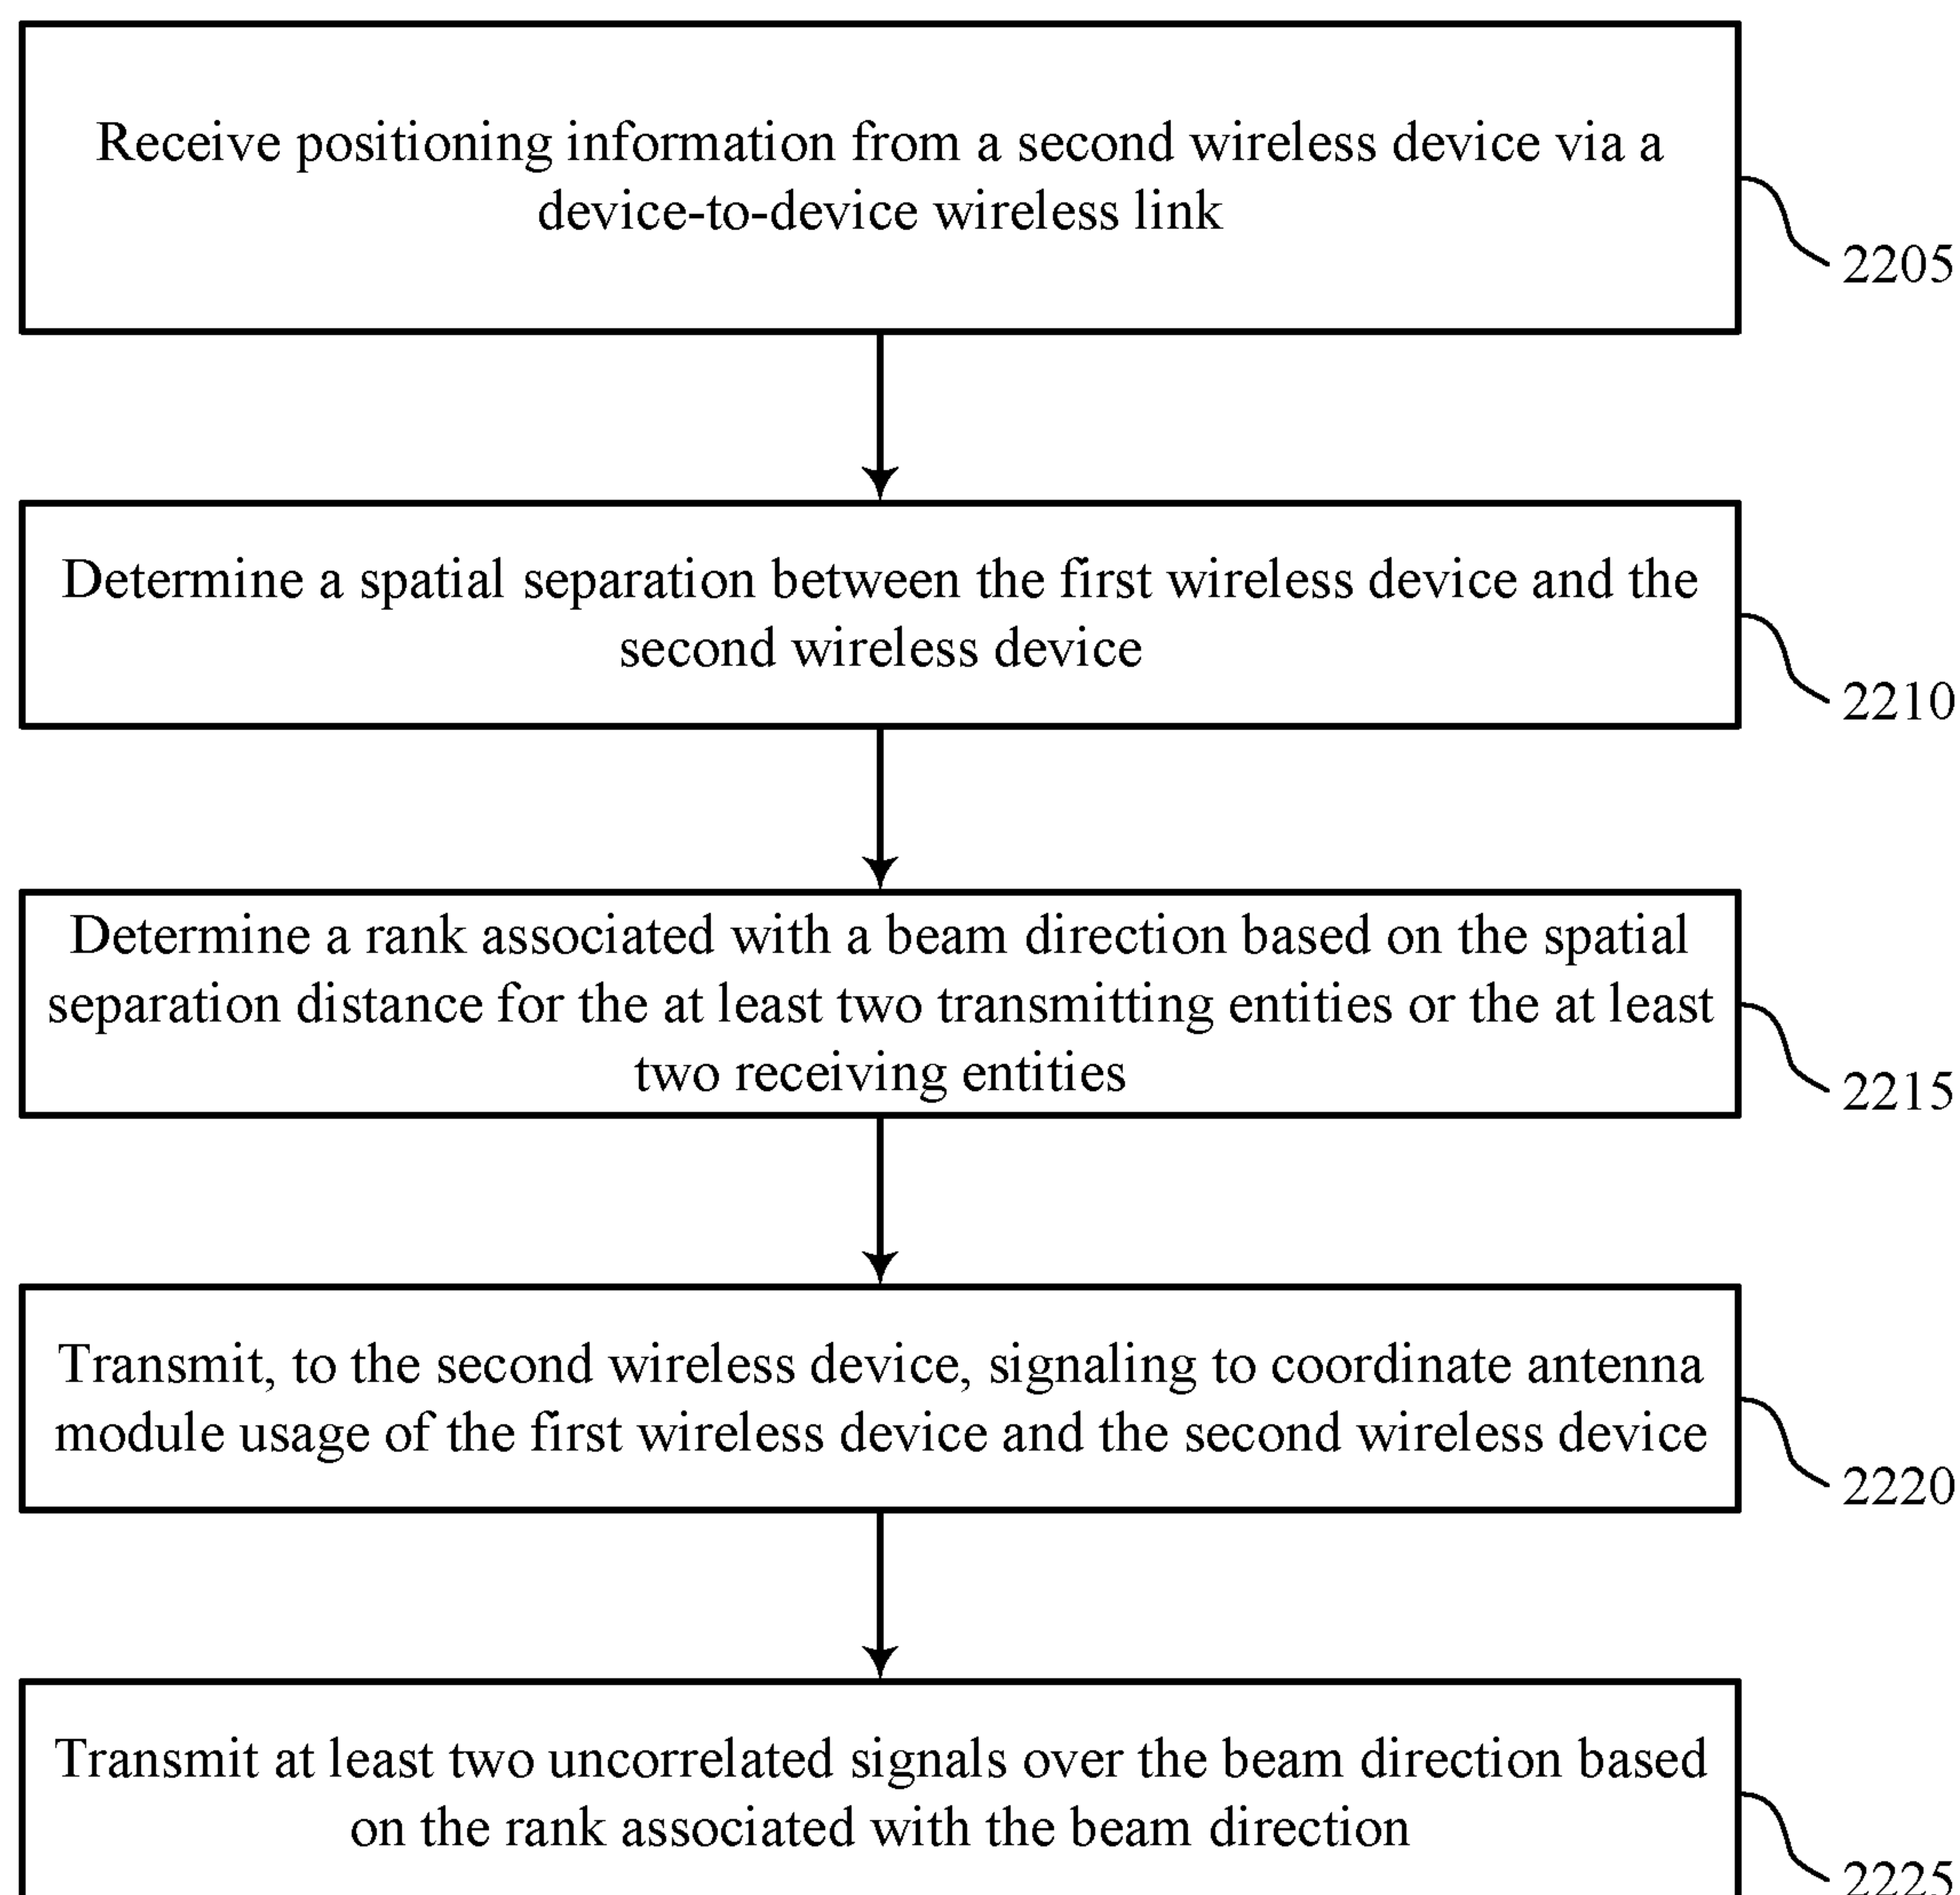 Receive positioning information from a second wireless device via a
device-to-device wireless link
2205
Determine a spatial separation between the first wireless device and the
second wireless device
2210
Determine a rank associated with a beam direction based on the spatial
separation distance for the at least two transmitting entities or the at least
two receiving entities
2215
Transmit, to the second wireless device, signaling to coordinate antenna
module usage of the first wireless device and the second wireless device
2220
Transmit at least two uncorrelated signals over the beam direction based
on the rank associated with the beam direction
2225